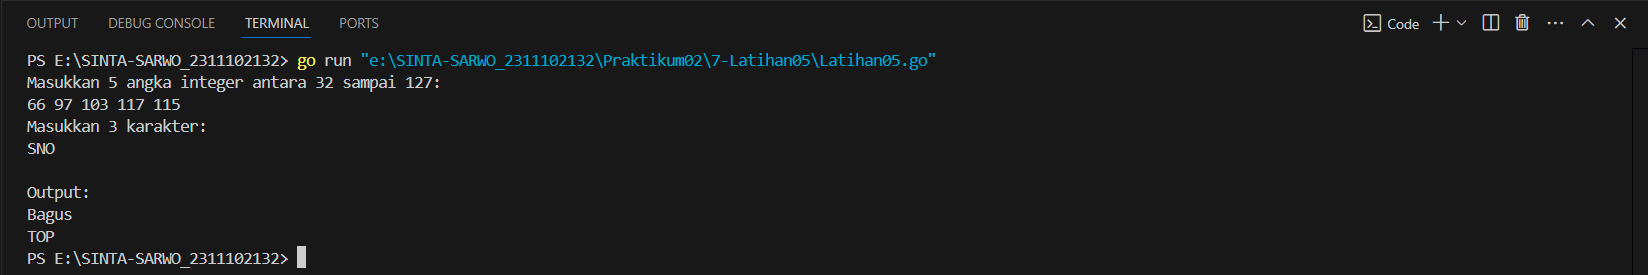 OUTPUT DEBUG CONSOLE TERMINAL PORTS Code
PS E:\SINTA-SARWO_2311102132> go run "e:\SINTA-SARWO_2311102132\Praktikum02\7-Latihan05\Latihan05.go"
Masukkan 5 angka integer antara 32 sampai 127:
66 97 103 117 115
Masukkan 3 karakter:
SNO
Output:
Bagus
TOP
PS E:\SINTA-SARWO_2311102132>